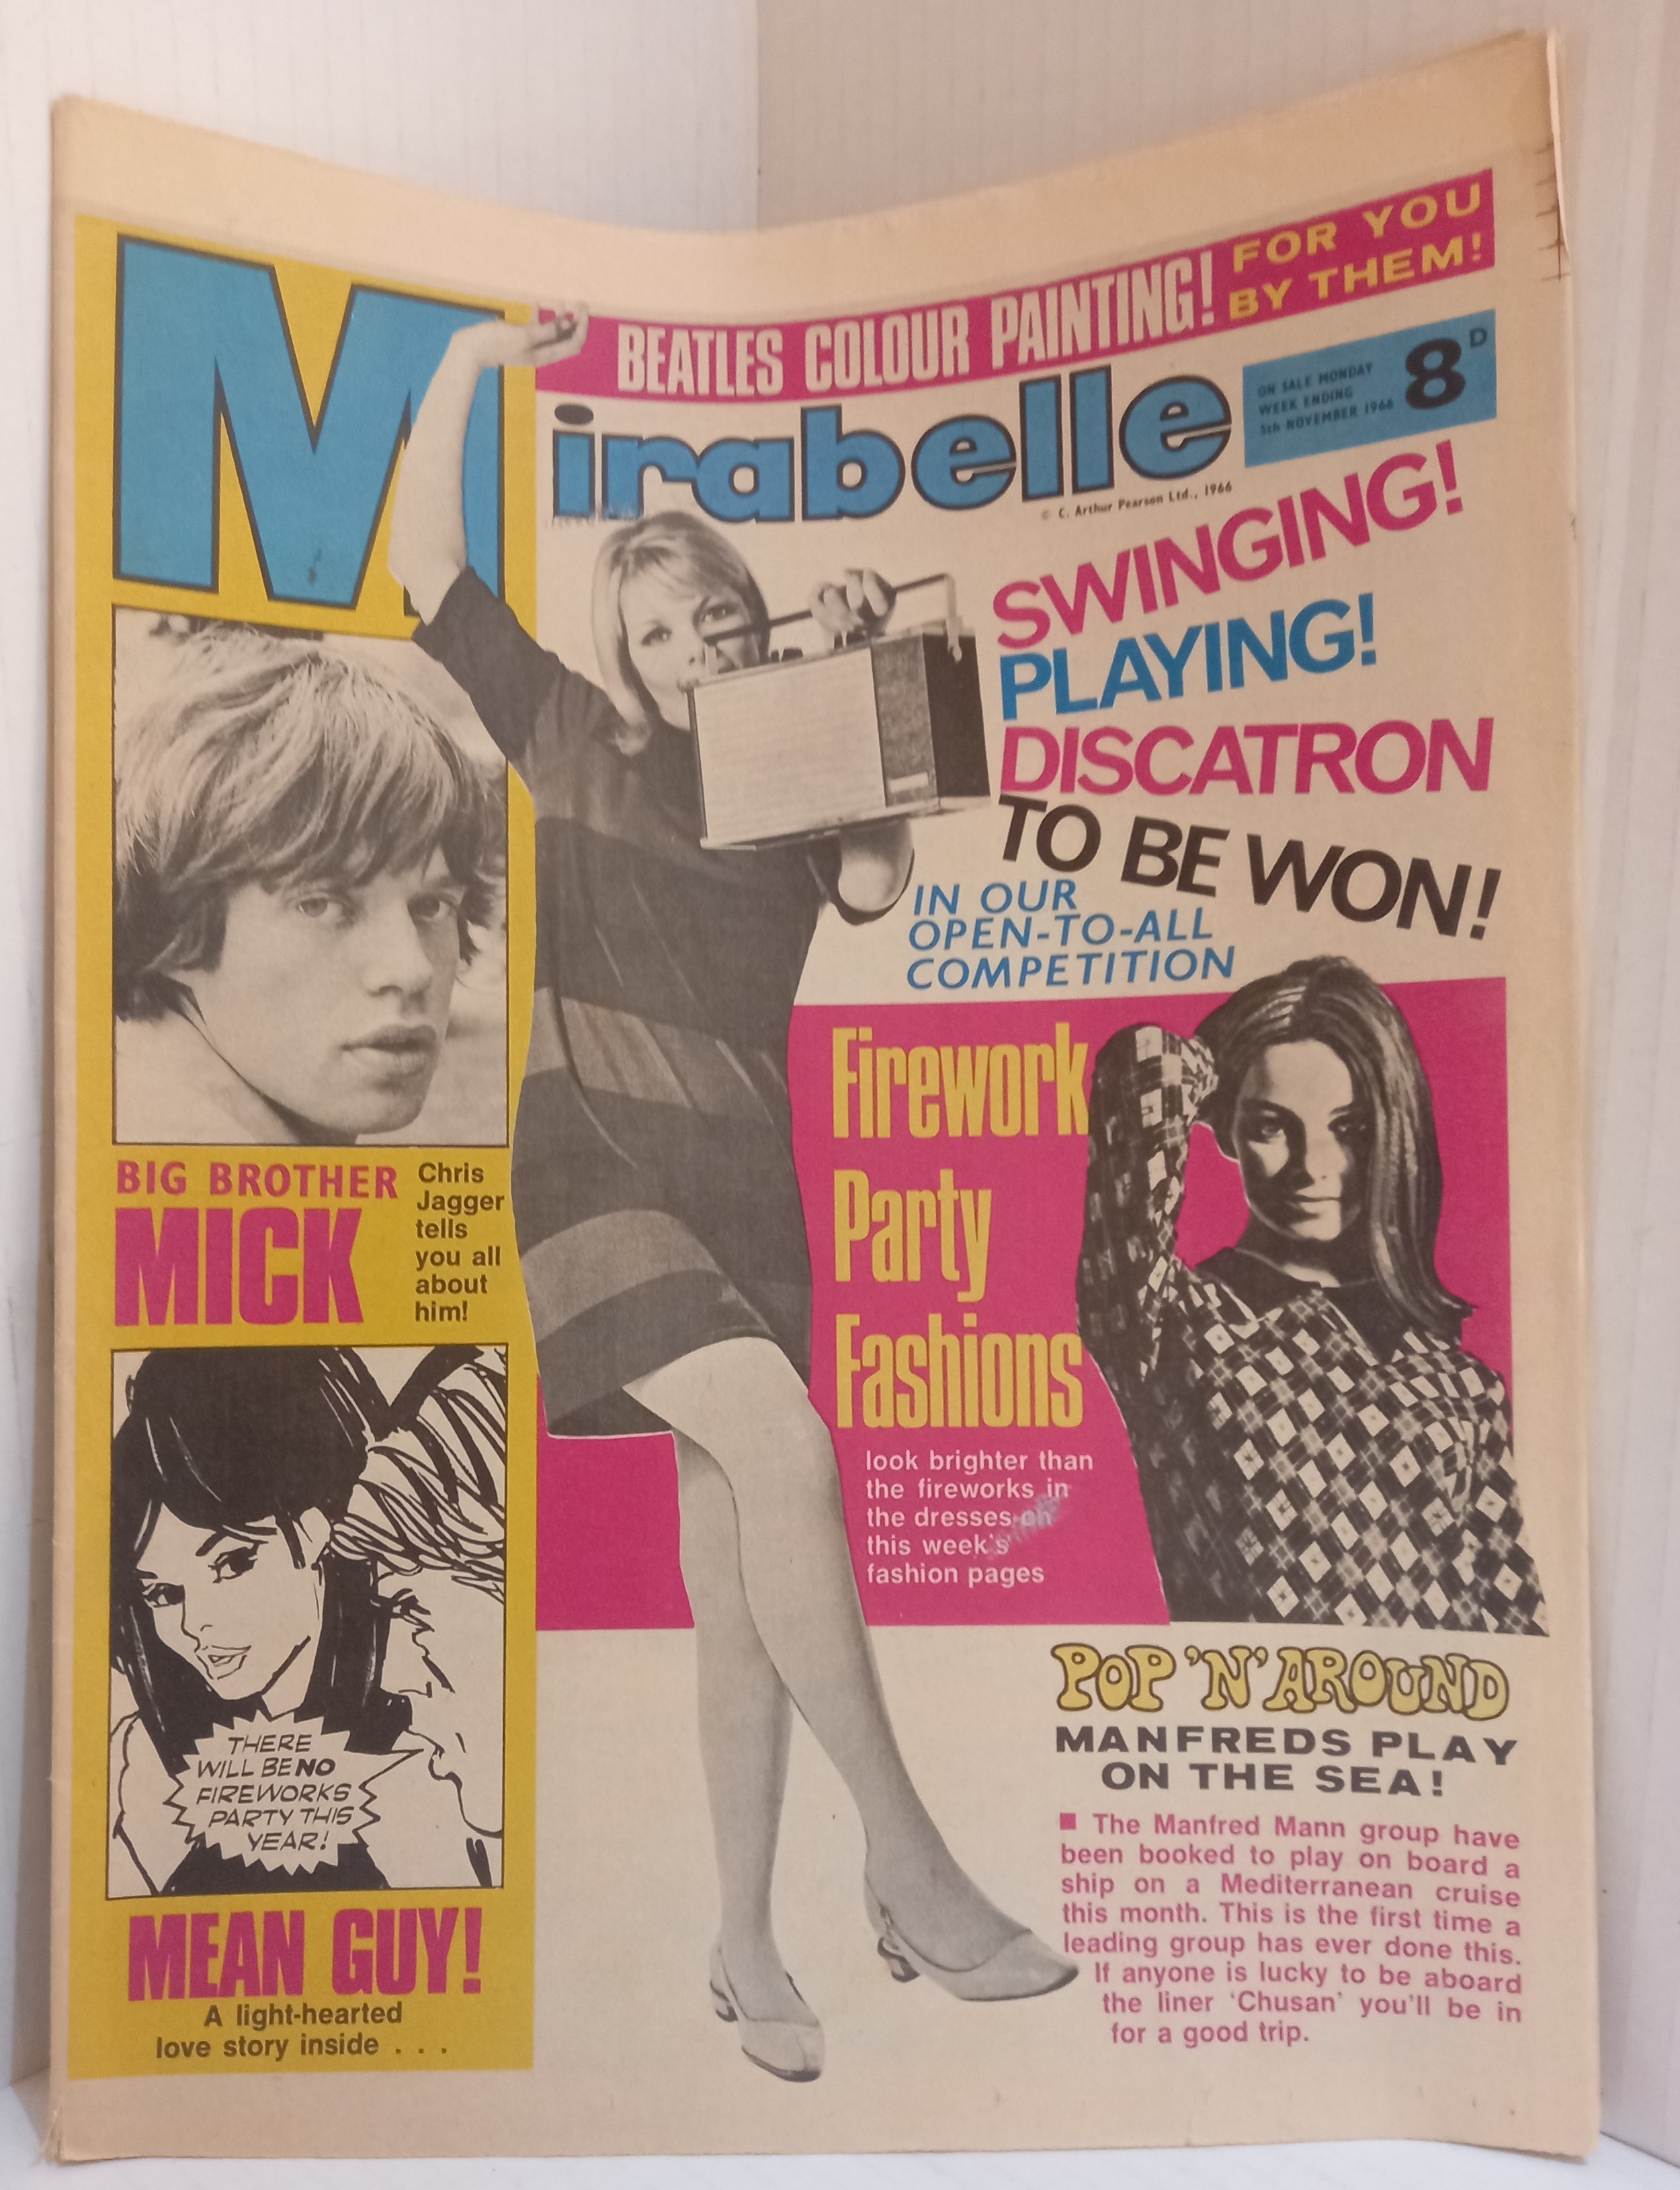 BEATLES COLOUR PAINTING! FOR YOU
BY THEM!
Mirabelle
ON SALE MONDAY
WEEK ENDING
5th NOVEMBER 1966
8D
© C. Arthur Pearson Ltd., 1966
SWINGING!
PLAYING!
DISCATRON
TO BE WON!
IN OUR
OPEN-TO-ALL
COMPETITION
BIG BROTHER
MICK
Chris
Jagger
tells
you all
about
him!
Firework
Party
Fashions
look brighter than
the fireworks in
the dresses on
this week's
fashion pages
THERE
WILL BE NO
FIREWORKS
PARTY THIS
YEAR!
MEAN GUY!
A light-hearted
love story inside . . .
POP 'N' AROUND
MANFREDS PLAY
ON THE SEA!
■ The Manfred Mann group have
been booked to play on board a
ship on a Mediterranean cruise
this month. This is the first time a
leading group has ever done this.
If anyone is lucky to be aboard
the liner 'Chusan' you'll be in
for a good trip.